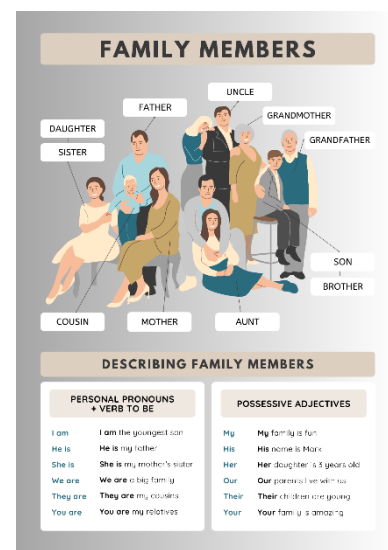 FAMILY MEMBERS
UNCLE
FATHER
GRANDMOTHER
DAUGHTER
GRANDFATHER
SISTER
SON
BROTHER
COUSIN
MOTHER
AUNT
DESCRIBING FAMILY MEMBERS
PERSONAL PRONOUNS
+ VERB TO BE
I am I am the youngest son
He is He is my father
She is She is my mother's sister
We are We are a big family
They are They are my cousins
You are You are my relatives
POSSESSIVE ADJECTIVES
My My family is fun
His His name is Mark
Her Her daughter is 3 years old
Our Our parents live with us
Their Their children are young
Your Your family is amazing